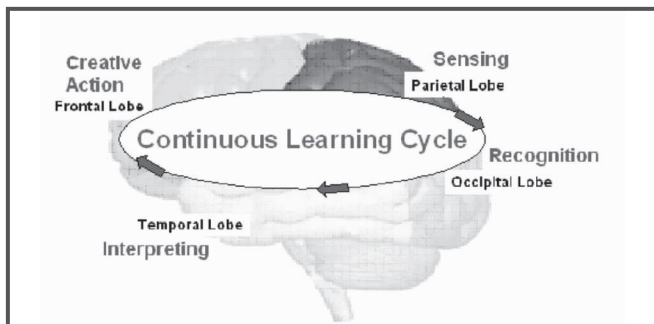 Creative
Action
Frontal Lobe
Sensing
Parietal Lobe
Continuous Learning Cycle
Recognition
Occipital Lobe
Temporal Lobe
Interpreting